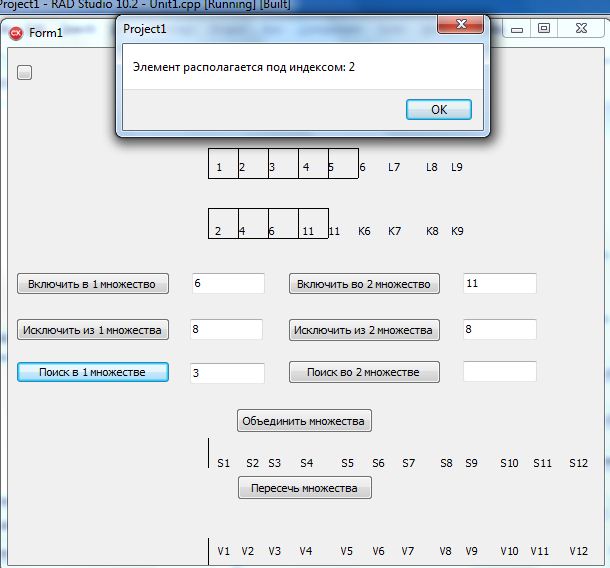 Project1 - RAD Studio 10.2 - Unit1.cpp [Running] [Built]
Form1
Project1
Элемент располагается под индексом: 2
OK
1 2 3 4 5 6 L7 L8 L9
2 4 6 11 11 K6 K7 K8 K9
Включить в 1 множество 6 Включить во 2 множество 11
Исключить из 1 множества 8 Исключить из 2 множества 8
Поиск в 1 множестве 3 Поиск во 2 множестве
Объединить множества
S1 S2 S3 S4 S5 S6 S7 S8 S9 S10 S11 S12
Пересечь множества
V1 V2 V3 V4 V5 V6 V7 V8 V9 V10 V11 V12